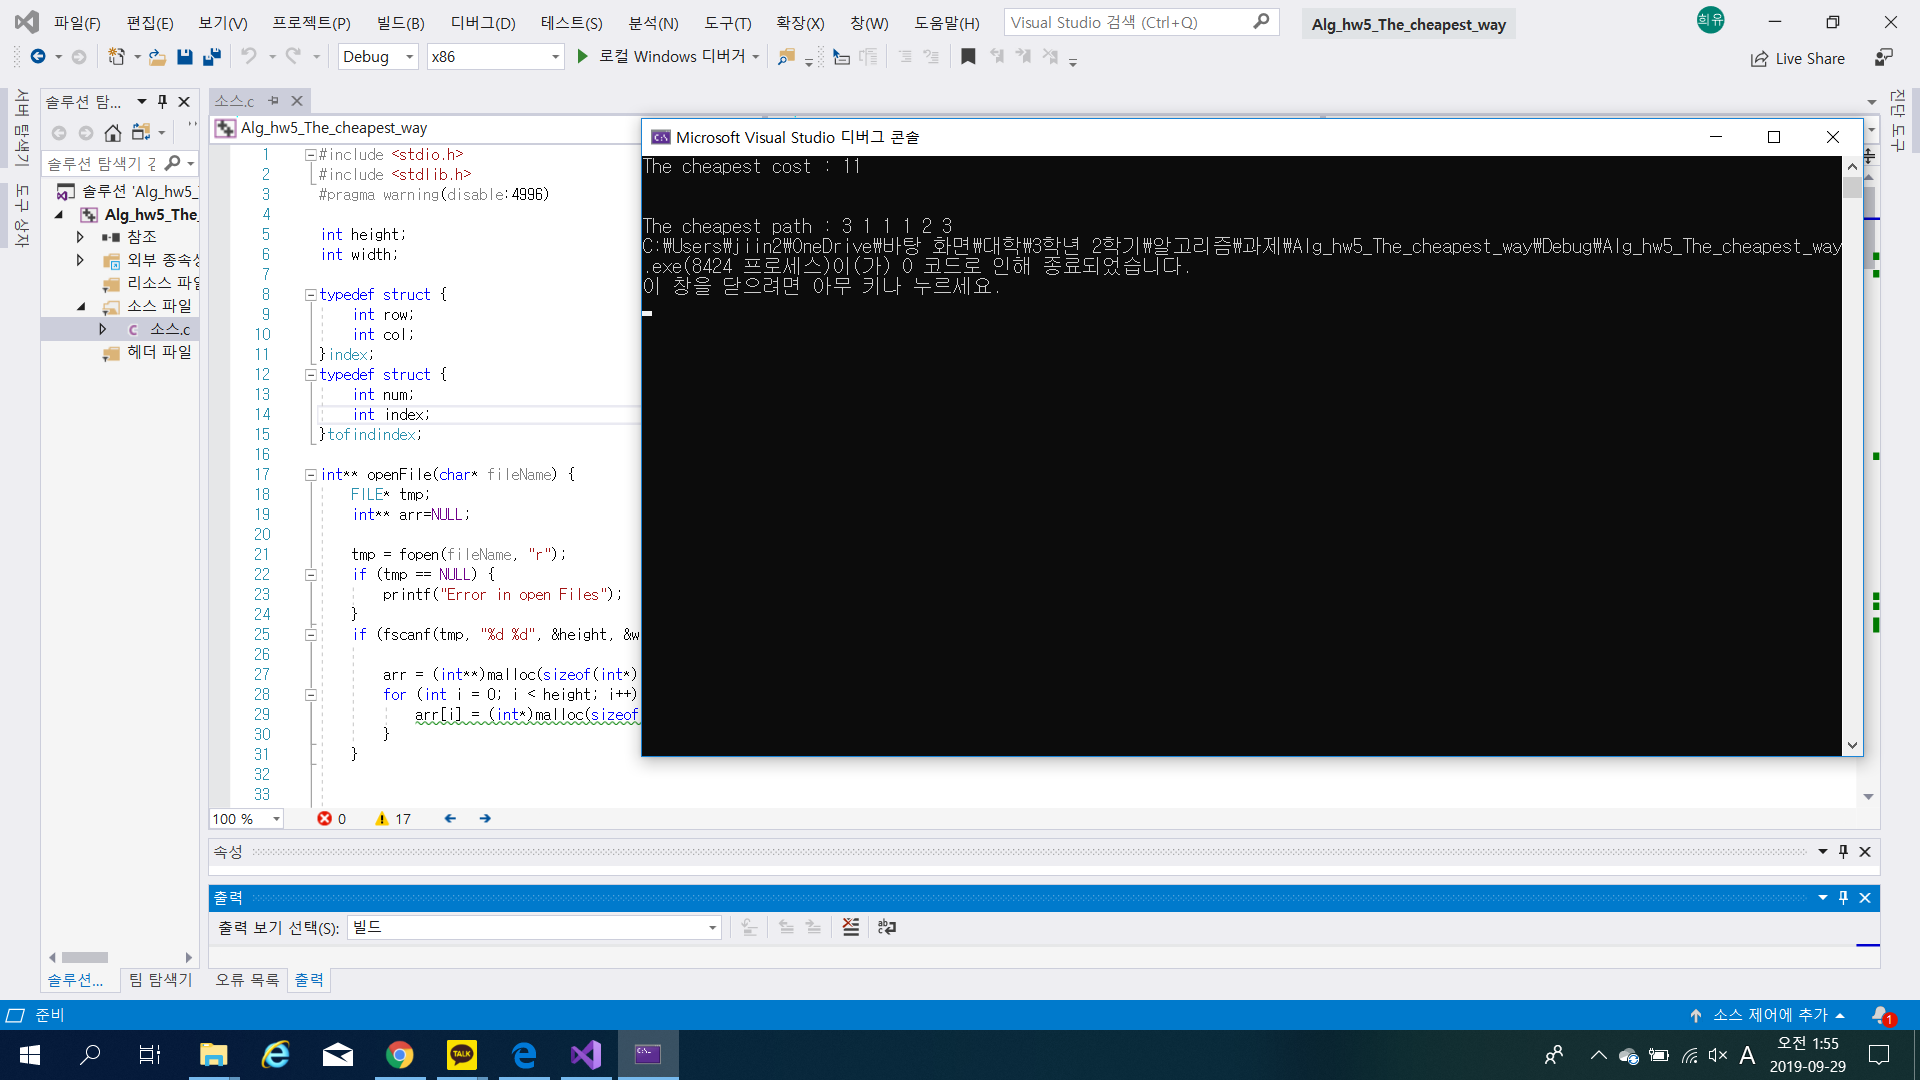 파일(F) 편집(E) 보기(V) 프로젝트(P) 빌드(B) 디버그(D) 테스트(S) 분석(N) 도구(T) 확장(X) 창(W) 도움말(H) Visual Studio 검색 (Ctrl+Q) Alg_hw5_The_cheapest_way 희유
Debug x86 로컬 Windows 디버거 Live Share
서버 탐색기
도구 상자
솔루션 탐...
솔루션 탐색기 검
솔루션 'Alg_hw5_
Alg_hw5_The_
참조
외부 종속성
리소스 파일
소스 파일
소스.c
헤더 파일
솔루션... 팀 탐색기
소스.c
Alg_hw5_The_cheapest_way
1 #include <stdio.h>
2 #include <stdlib.h>
3 #pragma warning(disable:4996)
4
5 int height;
6 int width;
7
8 typedef struct {
9 int row;
10 int col;
11 }index;
12 typedef struct {
13 int num;
14 int index;
15 }tofindindex;
16
17 int** openFile(char* fileName) {
18 FILE* tmp;
19 int** arr=NULL;
20
21 tmp = fopen(fileName, "r");
22 if (tmp == NULL) {
23 printf("Error in open Files");
24 }
25 if (fscanf(tmp, "%d %d", &height, &w
26
27 arr = (int**)malloc(sizeof(int*)
28 for (int i = 0; i < height; i++)
29 arr[i] = (int*)malloc(sizeof
30 }
31 }
32
33
100 % 0 17
Microsoft Visual Studio 디버그 콘솔
The cheapest cost : 11
The cheapest path : 3 1 1 1 2 3
C:\Users\jiin2\OneDrive\바탕 화면\대학\3학년 2학기\알고리즘\과제\Alg_hw5_The_cheapest_way\Debug\Alg_hw5_The_cheapest_way
.exe(8424 프로세스)이(가) 0 코드로 인해 종료되었습니다.
이 창을 닫으려면 아무 키나 누르세요.
진단 도구
속성
출력
출력 보기 선택(S): 빌드
오류 목록 출력
준비 소스 제어에 추가 1
TALK
A
오전 1:55
2019-09-29